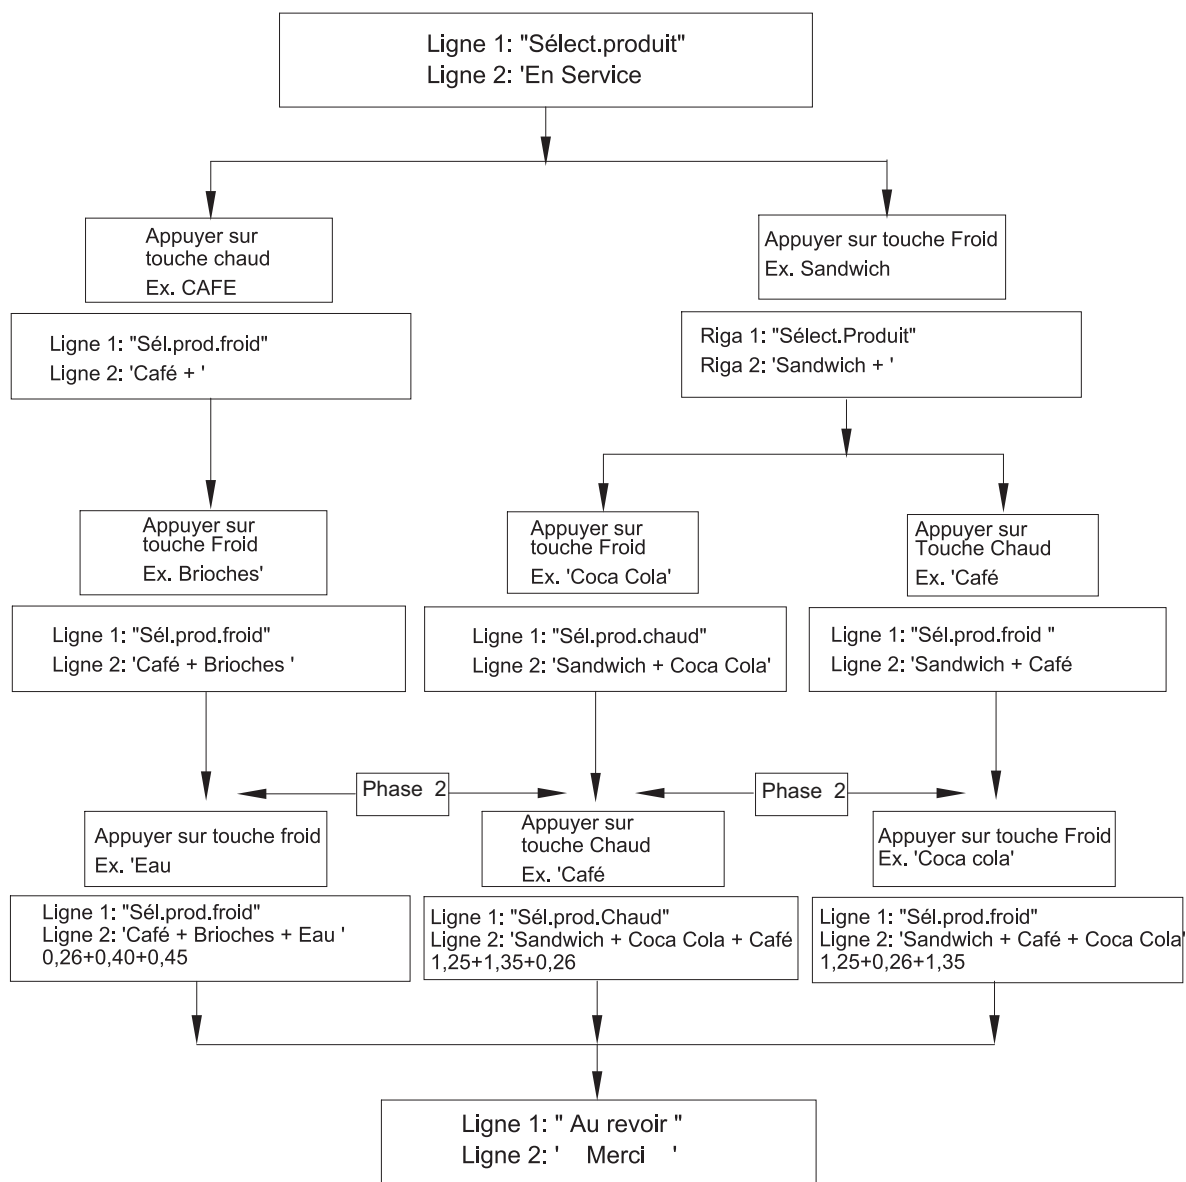 Ligne 1: "Sélect.produit"
Ligne 2: 'En Service
Appuyer sur
touche chaud
Ex. CAFE
Appuyer sur touche Froid
Ex. Sandwich
Ligne 1: "Sél.prod.froid"
Ligne 2: 'Café + '
Riga 1: "Sélect.Produit"
Riga 2: 'Sandwich + '
Appuyer sur
touche Froid
Ex. Brioches'
Appuyer sur
touche Froid
Ex. 'Coca Cola'
Appuyer sur
Touche Chaud
Ex. 'Café
Ligne 1: "Sél.prod.froid"
Ligne 2: 'Café + Brioches '
Ligne 1: "Sél.prod.chaud"
Ligne 2: 'Sandwich + Coca Cola'
Ligne 1: "Sél.prod.froid "
Ligne 2: 'Sandwich + Café
Phase 2
Phase 2
Appuyer sur touche froid
Ex. 'Eau
Appuyer sur
touche Chaud
Ex. 'Café
Appuyer sur touche Froid
Ex. 'Coca cola'
Ligne 1: "Sél.prod.froid"
Ligne 2: 'Café + Brioches + Eau '
0,26+0,40+0,45
Ligne 1: "Sél.prod.Chaud"
Ligne 2: 'Sandwich + Coca Cola + Café
1,25+1,35+0,26
Ligne 1: "Sél.prod.froid"
Ligne 2: 'Sandwich + Café + Coca Cola'
1,25+0,26+1,35
Ligne 1: " Au revoir "
Ligne 2: ' Merci '